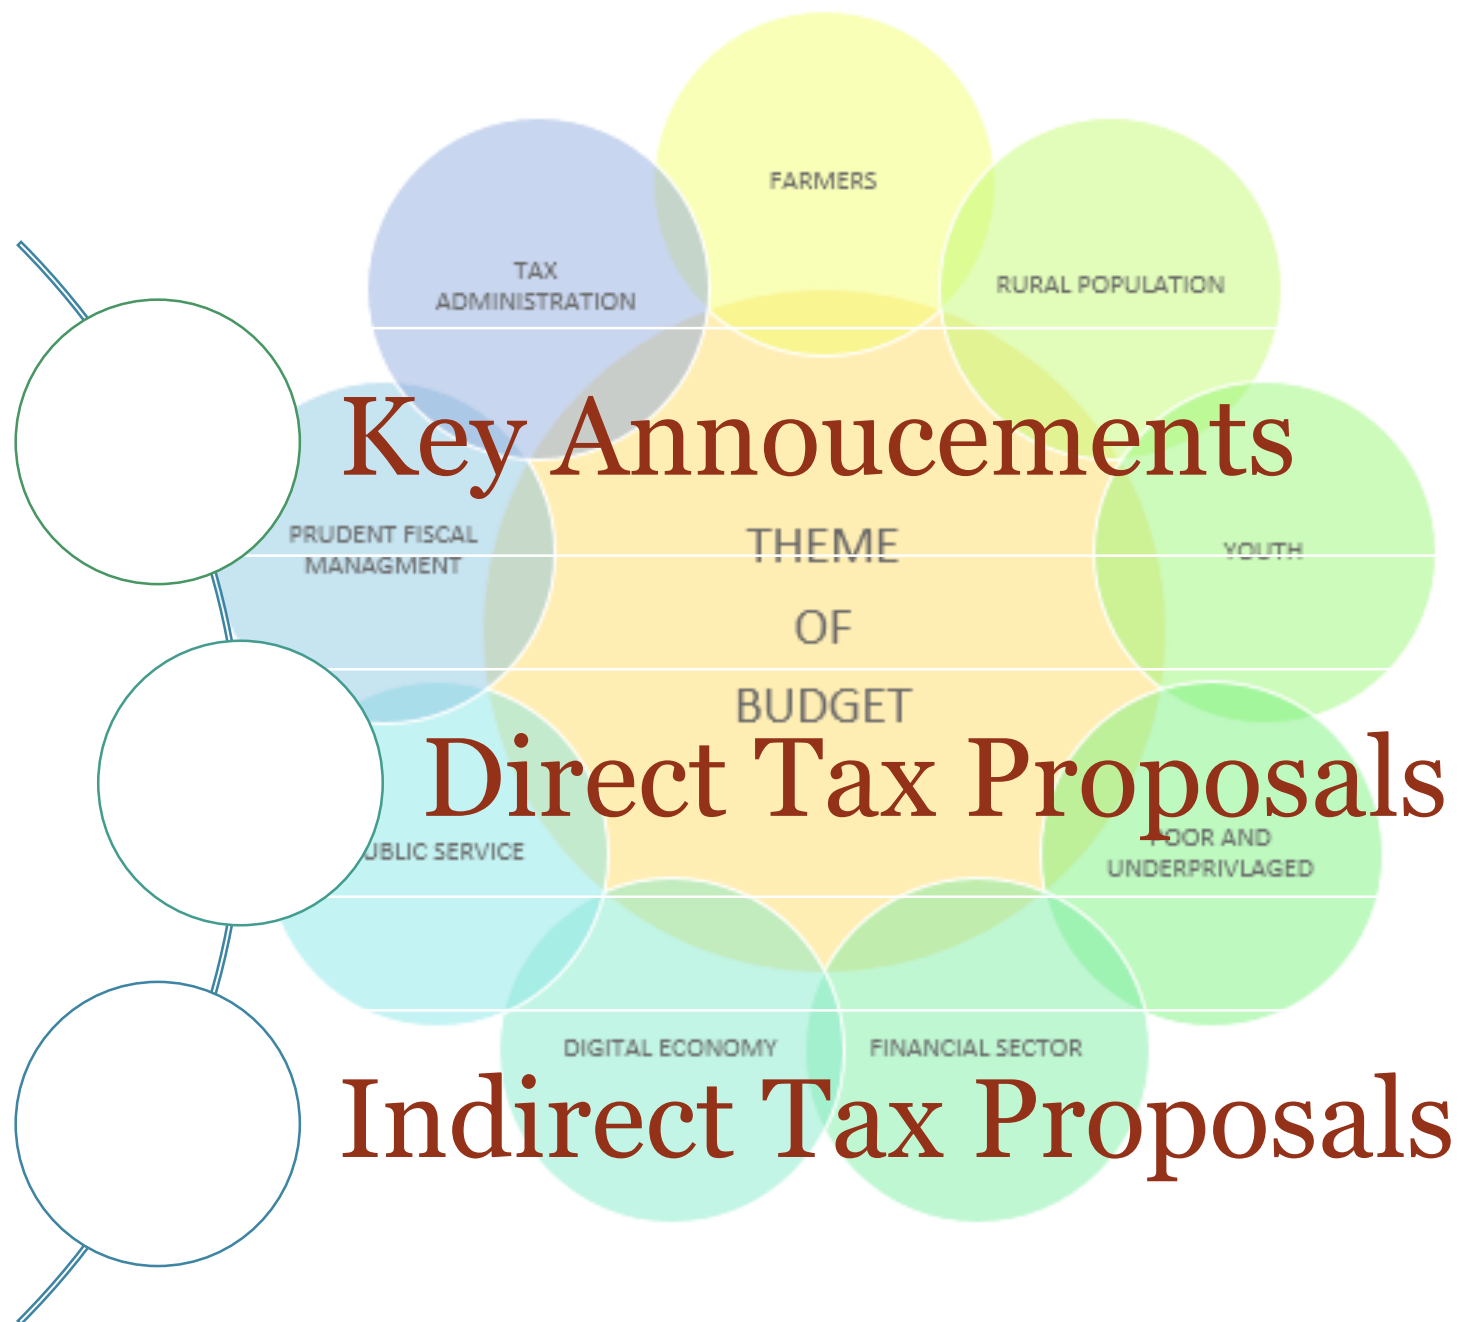 FARMERS
TAX
ADMINISTRATION
RURAL POPULATION
Key Annoucements
PRUDENT FISCAL
MANAGMENT
THEME
OF
BUDGET
YOUTH
Direct Tax Proposals
UBLIC SERVICE
POOR AND
UNDERPRIVLAGED
DIGITAL ECONOMY
FINANCIAL SECTOR
Indirect Tax Proposals